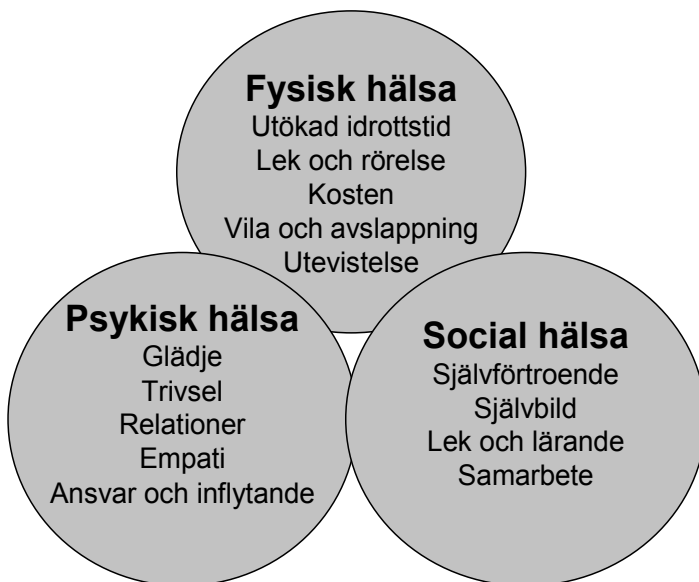 Fysisk hälsa
Utökad idrottstid
Lek och rörelse
Kosten
Vila och avslappning
Utevistelse
Psykisk hälsa
Glädje
Trivsel
Relationer
Empati
Ansvar och inflytande
Social hälsa
Självförtroende
Självbild
Lek och lärande
Samarbete